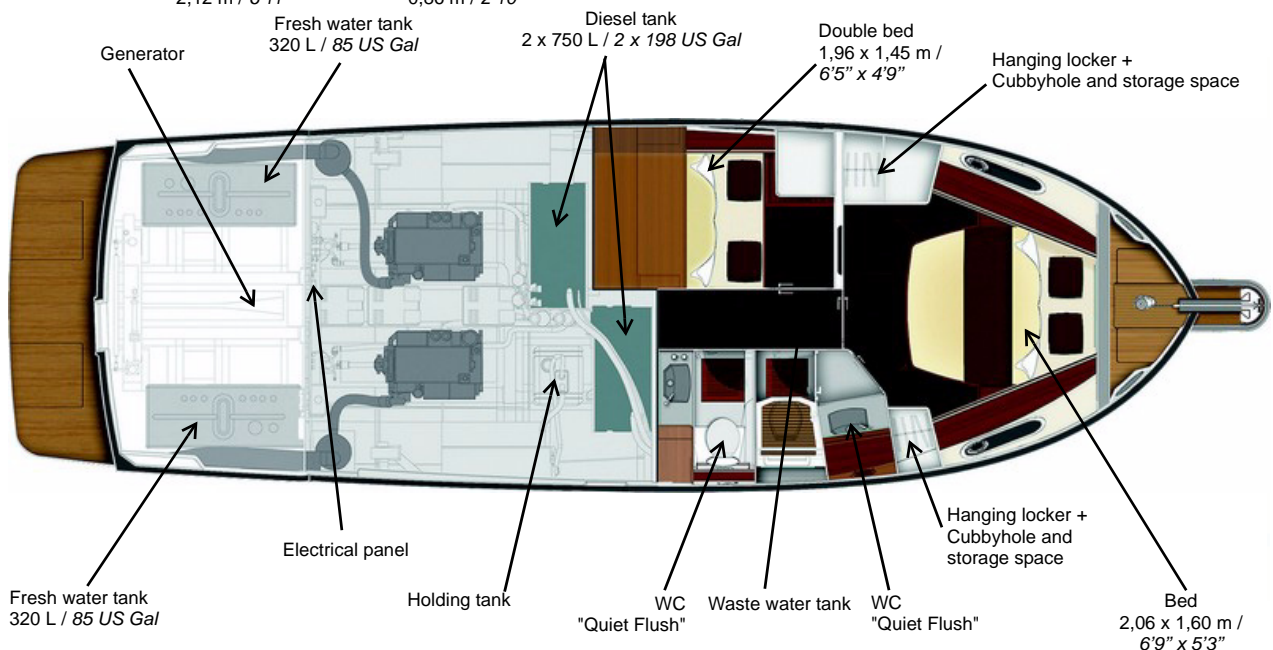 Fresh water tank
320 L / 85 US Gal
Generator
Diesel tank
2 x 750 L / 2 x 198 US Gal
Double bed
1,96 x 1,45 m /
6'5" x 4'9"
Hanging locker +
Cubbyhole and storage space
Electrical panel
Fresh water tank
320 L / 85 US Gal
Holding tank
WC
"Quiet Flush"
Waste water tank
WC
"Quiet Flush"
Hanging locker +
Cubbyhole and
storage space
Bed
2,06 x 1,60 m /
6'9" x 5'3"